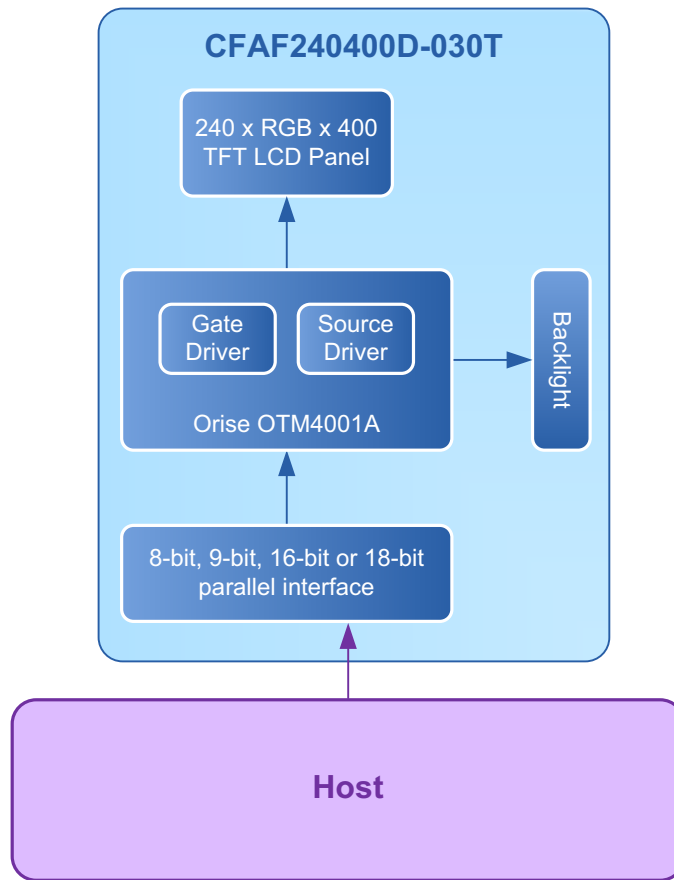 CFAF240400D-030T
240 x RGB x 400
TFT LCD Panel
Gate
Driver
Source
Driver
Orise OTM4001A
Backlight
8-bit, 9-bit, 16-bit or 18-bit
parallel interface
Host